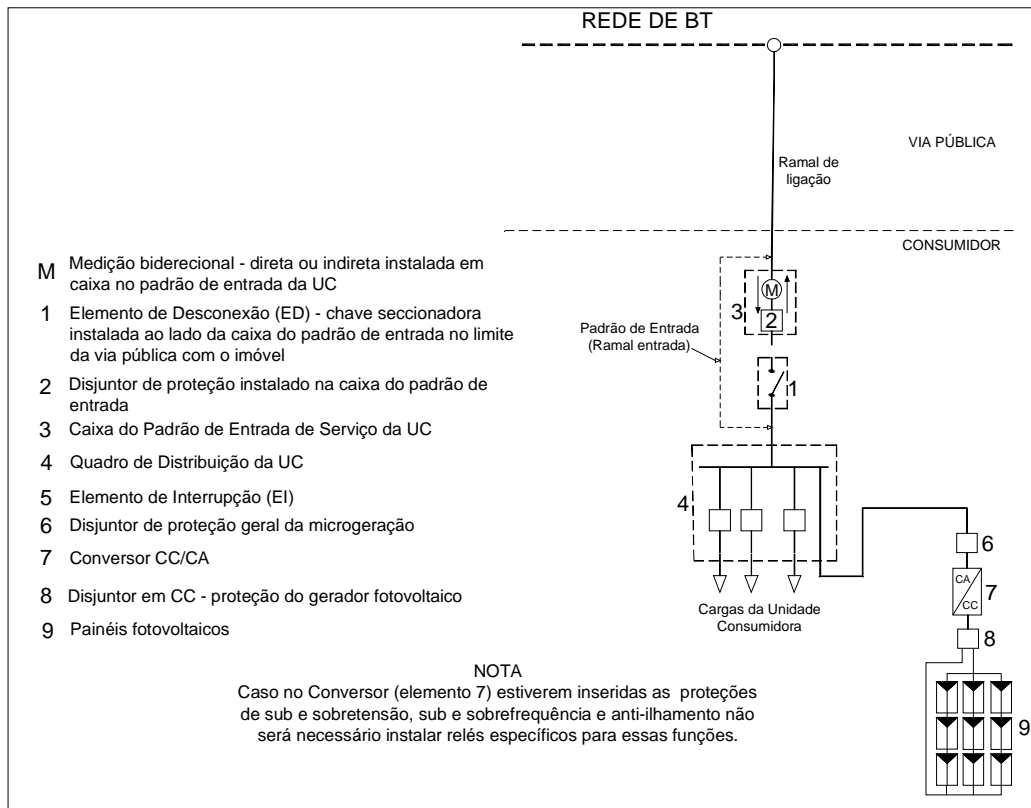 REDE DE BT
VIA PÚBLICA
Ramal de
ligação
CONSUMIDOR
M Medição biderecional - direta ou indireta instalada em
caixa no padrão de entrada da UC
1 Elemento de Desconexão (ED) - chave seccionadora
instalada ao lado da caixa do padrão de entrada no limite
da via pública com o imóvel
2 Disjuntor de proteção instalado na caixa do padrão de
entrada
3 Caixa do Padrão de Entrada de Serviço da UC
4 Quadro de Distribuição da UC
5 Elemento de Interrupção (EI)
6 Disjuntor de proteção geral da microgeração
7 Conversor CC/CA
8 Disjuntor em CC - proteção do gerador fotovoltaico
9 Painéis fotovoltaicos
M
3
2
Padrão de Entrada
(Ramal entrada)
1
4
Cargas da Unidade
Consumidora
6
CA
CC
7
8
9
NOTA
Caso no Conversor (elemento 7) estiverem inseridas as proteções
de sub e sobretensão, sub e sobrefrequência e anti-ilhamento não
será necessário instalar relés específicos para essas funções.